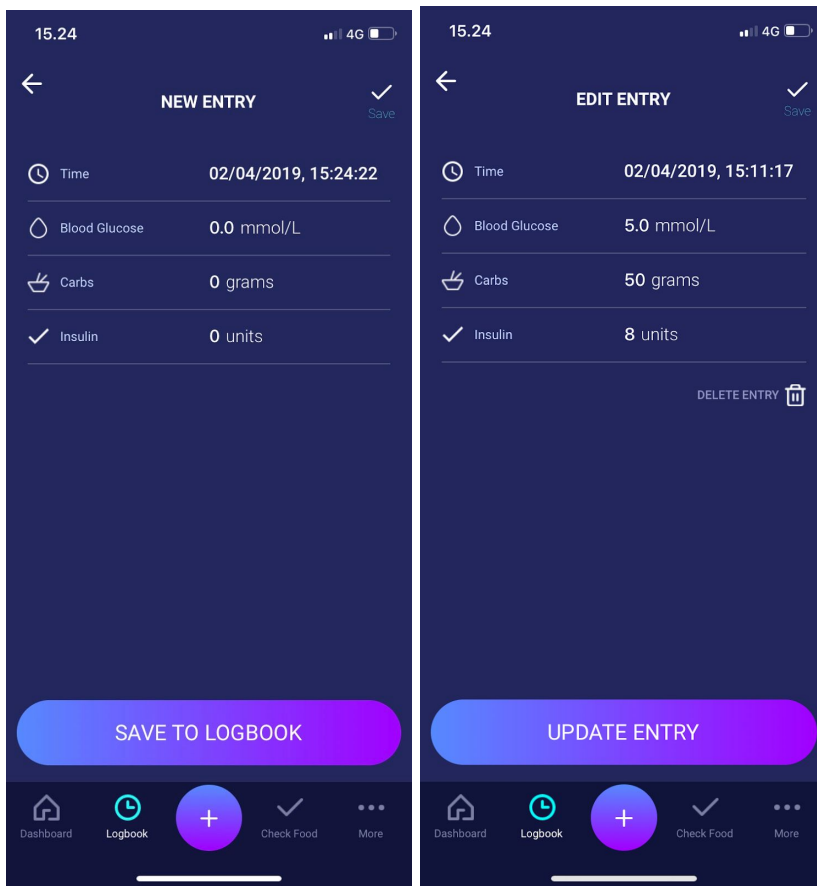 15.24
4G
NEW ENTRY
Save
Time 02/04/2019, 15:24:22
Blood Glucose 0.0 mmol/L
Carbs 0 grams
Insulin 0 units
SAVE TO LOGBOOK
Dashboard Logbook + Check Food More
15.24
4G
EDIT ENTRY
Save
Time 02/04/2019, 15:11:17
Blood Glucose 5.0 mmol/L
Carbs 50 grams
Insulin 8 units
DELETE ENTRY
UPDATE ENTRY
Dashboard Logbook + Check Food More